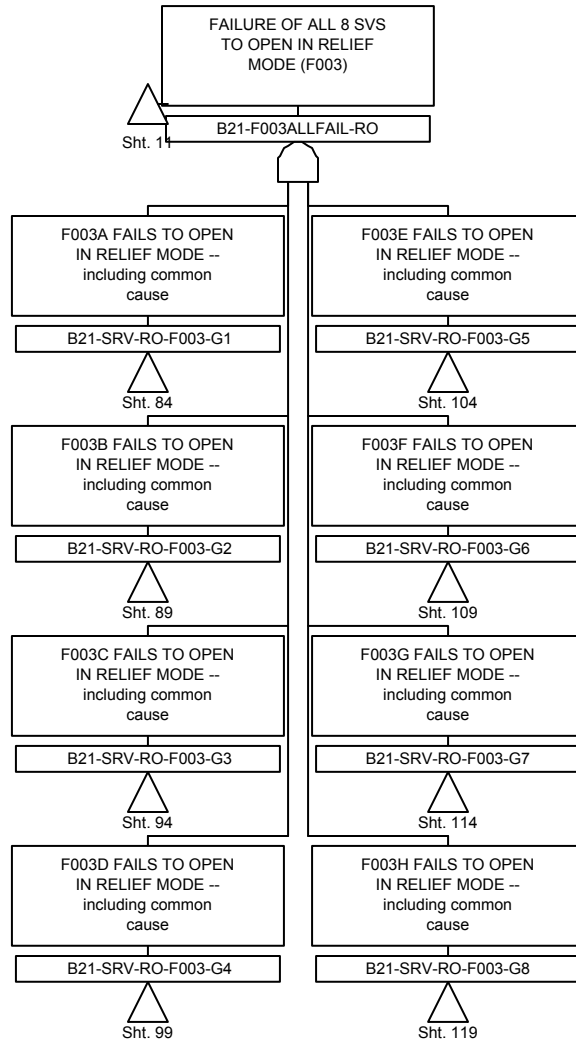 FAILURE OF ALL 8 SVS
TO OPEN IN RELIEF
MODE (F003)
B21-F003ALLFAIL-RO
Sht. 11
F003A FAILS TO OPEN
IN RELIEF MODE --
including common
cause
B21-SRV-RO-F003-G1
Sht. 84
F003E FAILS TO OPEN
IN RELIEF MODE --
including common
cause
B21-SRV-RO-F003-G5
Sht. 104
F003B FAILS TO OPEN
IN RELIEF MODE --
including common
cause
B21-SRV-RO-F003-G2
Sht. 89
F003F FAILS TO OPEN
IN RELIEF MODE --
including common
cause
B21-SRV-RO-F003-G6
Sht. 109
F003C FAILS TO OPEN
IN RELIEF MODE --
including common
cause
B21-SRV-RO-F003-G3
Sht. 94
F003G FAILS TO OPEN
IN RELIEF MODE --
including common
cause
B21-SRV-RO-F003-G7
Sht. 114
F003D FAILS TO OPEN
IN RELIEF MODE --
including common
cause
B21-SRV-RO-F003-G4
Sht. 99
F003H FAILS TO OPEN
IN RELIEF MODE --
including common
cause
B21-SRV-RO-F003-G8
Sht. 119